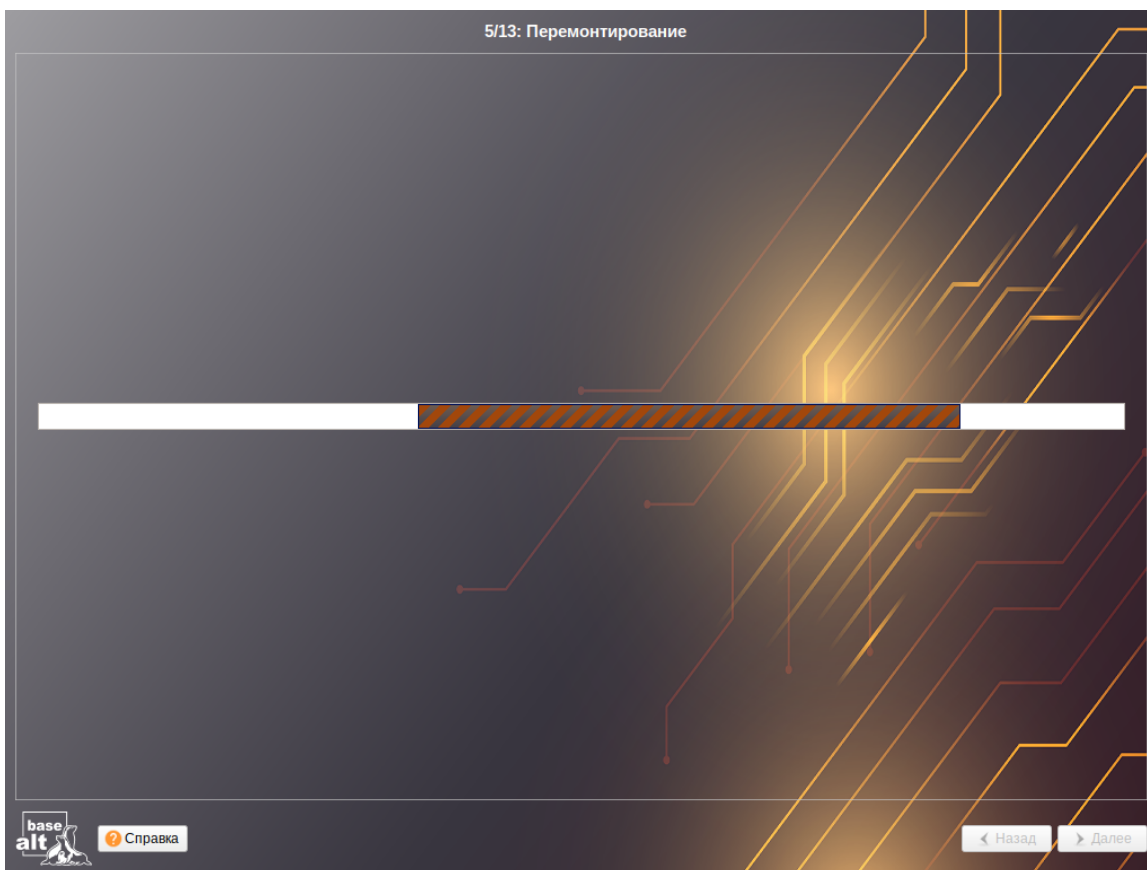 5/13: Перемонтирование
base
alt
Справка
Назад
Далее